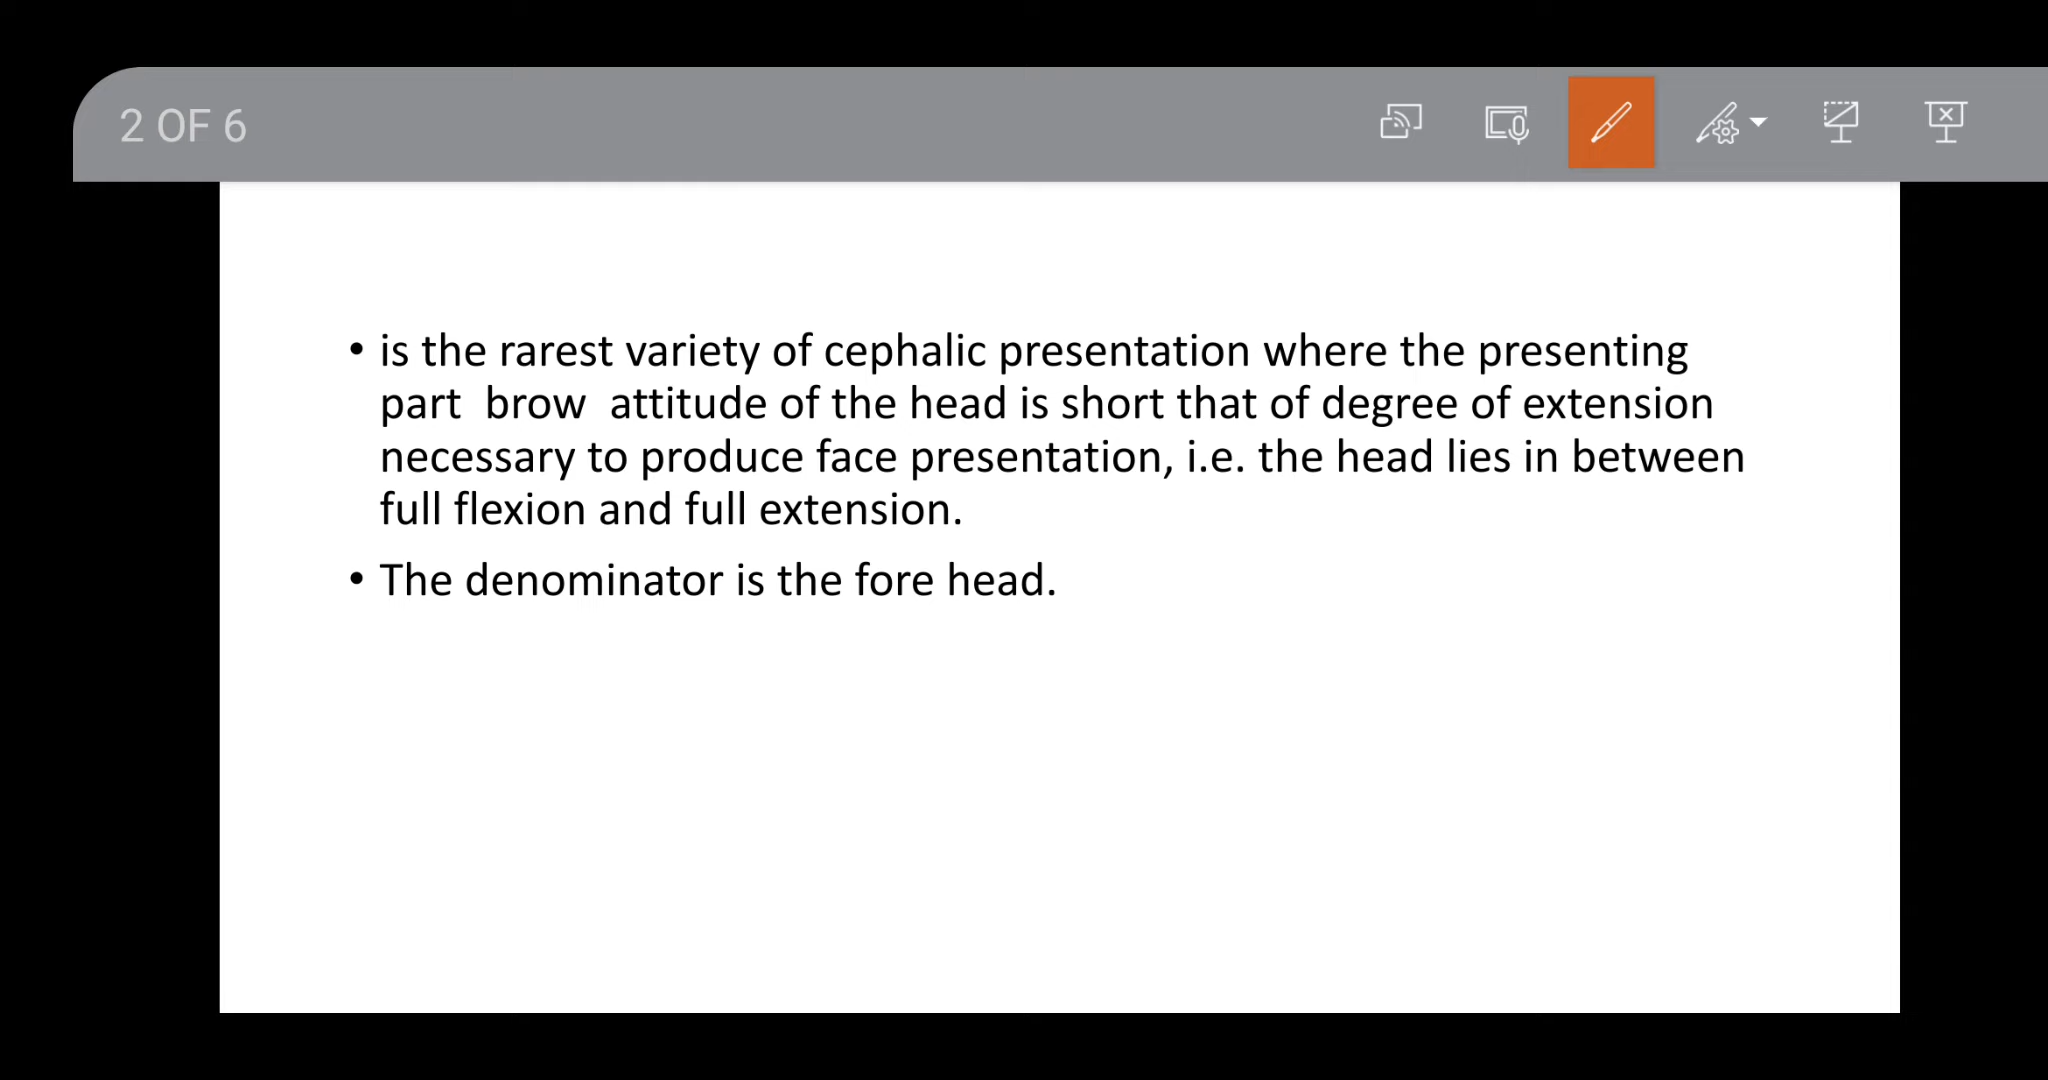 2 OF 6
• is the rarest variety of cephalic presentation where the presenting
part  brow  attitude of the head is short that of degree of extension
necessary to produce face presentation, i.e. the head lies in between
full flexion and full extension.
• The denominator is the fore head.